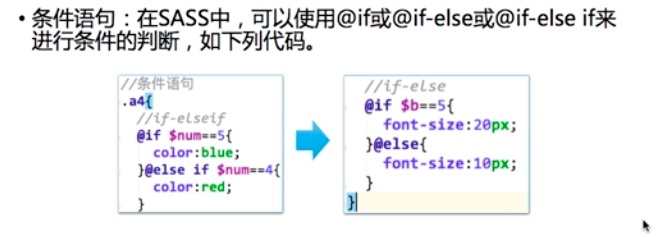 • 条件语句：在SASS中，可以使用@if或@if-else或@if-else if来
进行条件的判断，如下列代码。
//条件语句
.a4{
//if-elseif
@if $num==5{
color:blue;
}@else if $num==4{
color:red;
}
//if-else
@if $b==5{
font-size:20px;
}@else{
font-size:10px;
}
}